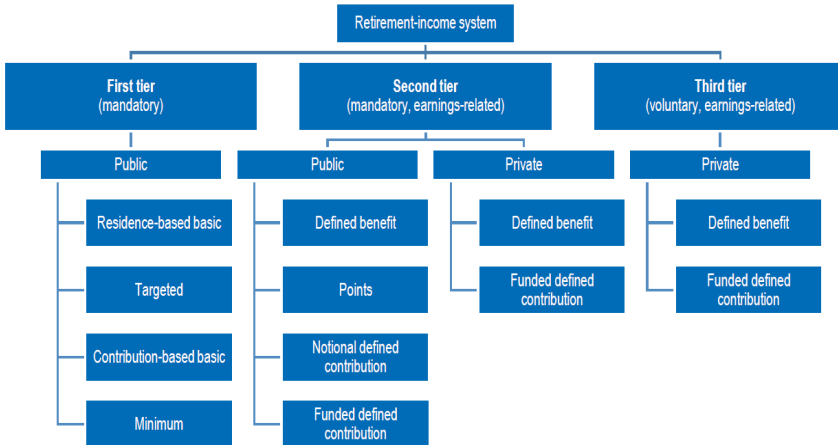 Retirement-income system
First tier
(mandatory)
Second tier
(mandatory, earnings-related)
Third tier
(voluntary, earnings-related)
Public
Public
Private
Private
Residence-based basic
Defined benefit
Defined benefit
Defined benefit
Targeted
Points
Funded defined
contribution
Funded defined
contribution
Contribution-based basic
Notional defined
contribution
Minimum
Funded defined
contribution